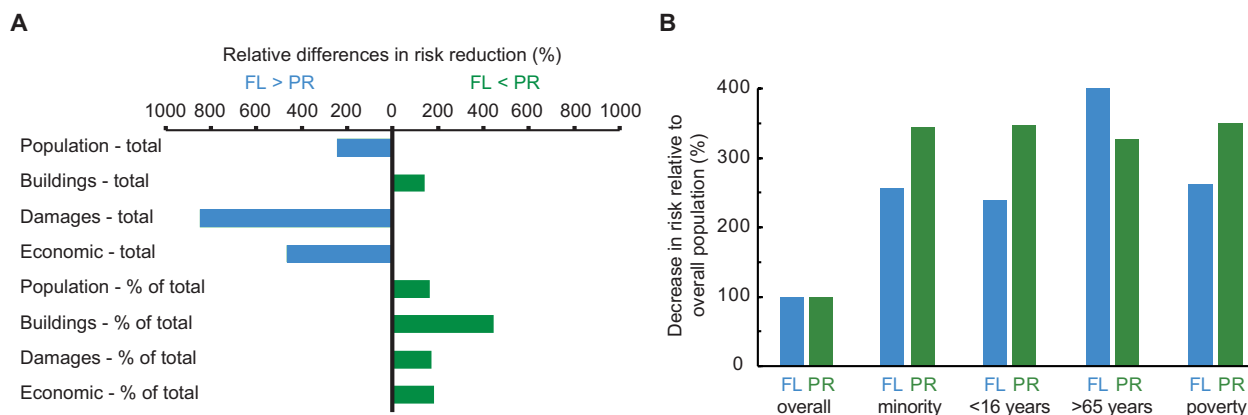 A
Relative differences in risk reduction (%)
FL > PR FL < PR
1000 800 600 400 200 0 200 400 600 800 1000
Population - total
Buildings - total
Damages - total
Economic - total
Population - % of total
Buildings - % of total
Damages - % of total
Economic - % of total
B
Decrease in risk relative to
overall population (%)
400
350
300
200
100
0
FL PR FL PR FL PR FL PR FL PR
overall minority <16 years >65 years poverty